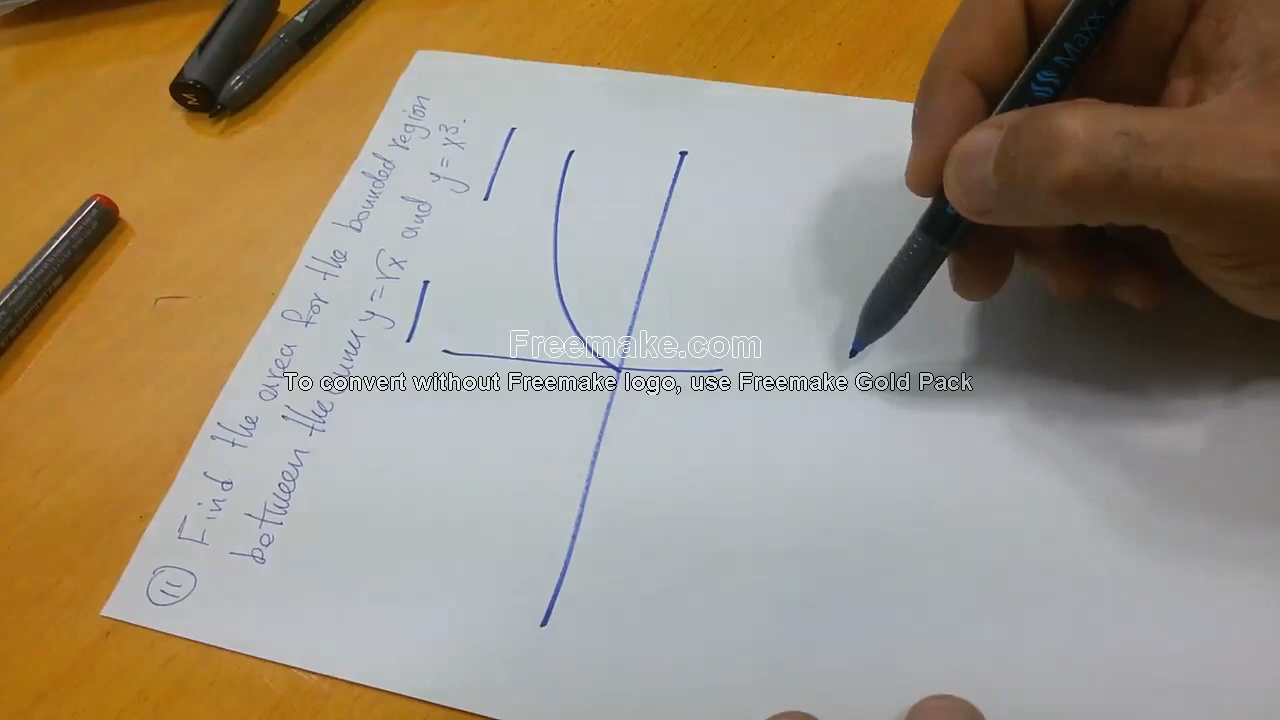 11 Find the area for the bounded region
between the curves y=√x and y=x³.
Maxx
M
Freemake.com
To convert without Freemake logo, use Freemake Gold Pack